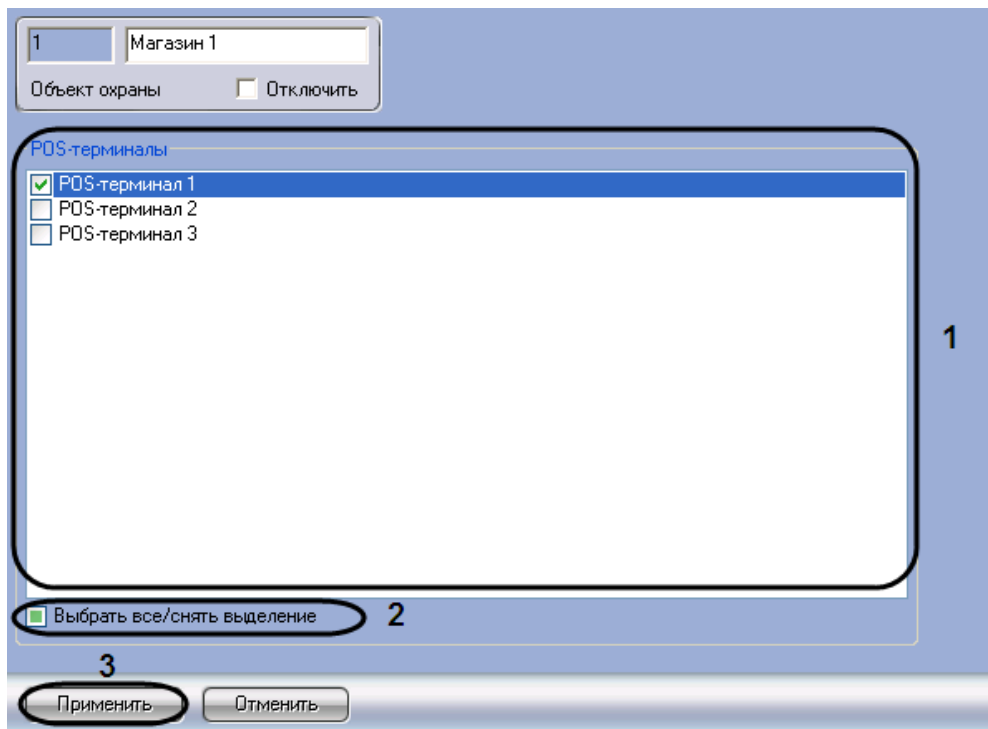 1 Магазин 1
Объект охраны Отключить
POS-терминалы
POS-терминал 1
POS-терминал 2
POS-терминал 3
1
Выбрать все/снять выделение 2
3
Применить Отменить